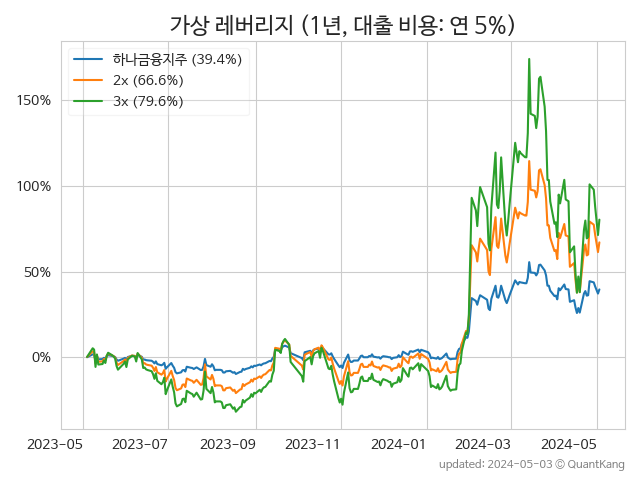 가상 레버리지 (1년, 대출 비용: 연 5%)
하나금융지주 (39.4%)
2x (66.6%)
3x (79.6%)
150%
100%
50%
0%
2023-05 2023-07 2023-09 2023-11 2024-01 2024-03 2024-05
updated: 2024-05-03 © QuantKang